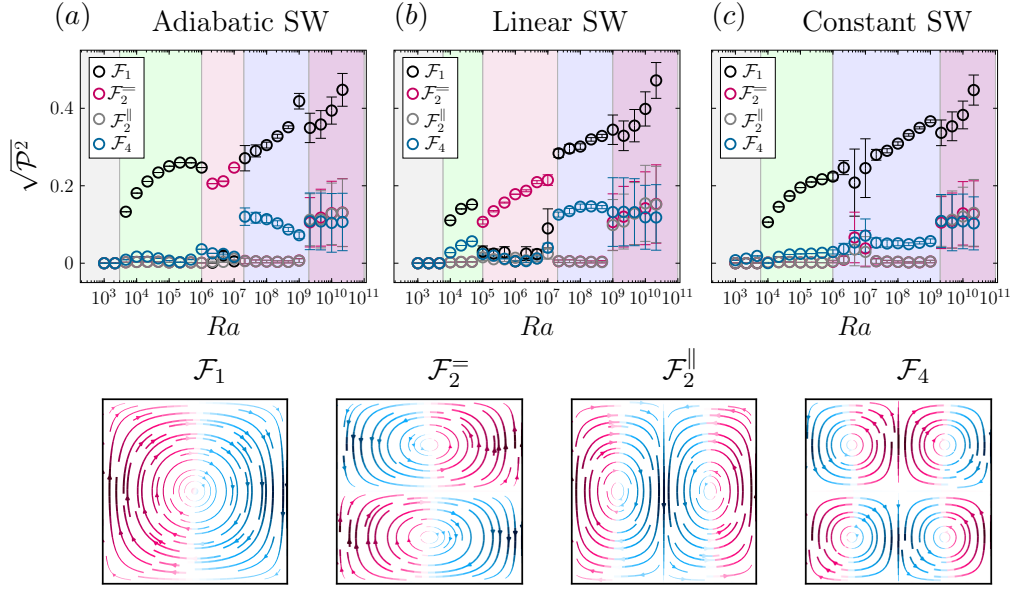 (a) Adiabatic SW (b) Linear SW (c) Constant SW
√𝒫² 0.4 0.2 0
ℱ₁ ℱ₁ ℱ₁
ℱ₂⁼ ℱ₂⁼ ℱ₂⁼
ℱ₂^∥ ℱ₂^∥ ℱ₂^∥
ℱ₄ ℱ₄ ℱ₄
10³ 10⁴ 10⁵ 10⁶ 10⁷ 10⁸ 10⁹ 10¹⁰ 10¹¹ 10³ 10⁴ 10⁵ 10⁶ 10⁷ 10⁸ 10⁹ 10¹⁰ 10¹¹ 10³ 10⁴ 10⁵ 10⁶ 10⁷ 10⁸ 10⁹ 10¹⁰ 10¹¹
Ra Ra Ra
ℱ₁ ℱ₂⁼ ℱ₂^∥ ℱ₄